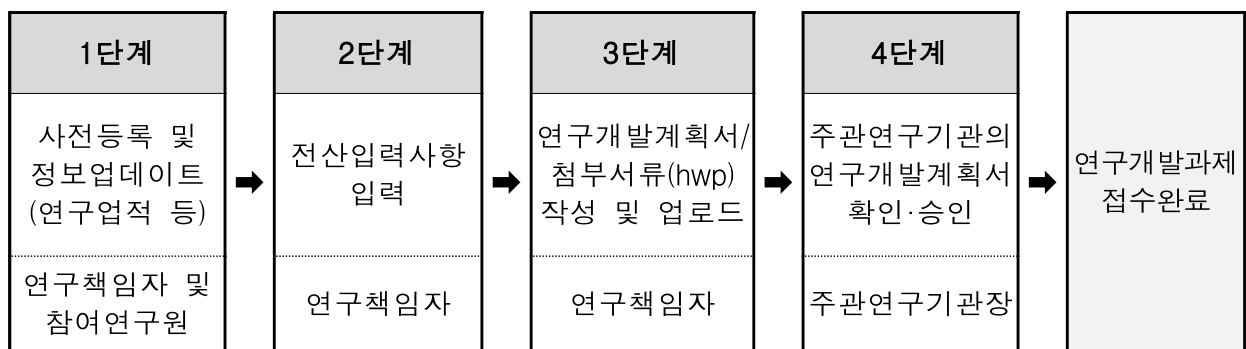 1단계
사전등록 및
정보업데이트
(연구업적 등)
연구책임자 및
참여연구원
2단계
전산입력사항
입력
연구책임자
3단계
연구개발계획서/
첨부서류(hwp)
작성 및 업로드
연구책임자
4단계
주관연구기관의
연구개발계획서
확인·승인
주관연구기관장
연구개발과제
접수완료